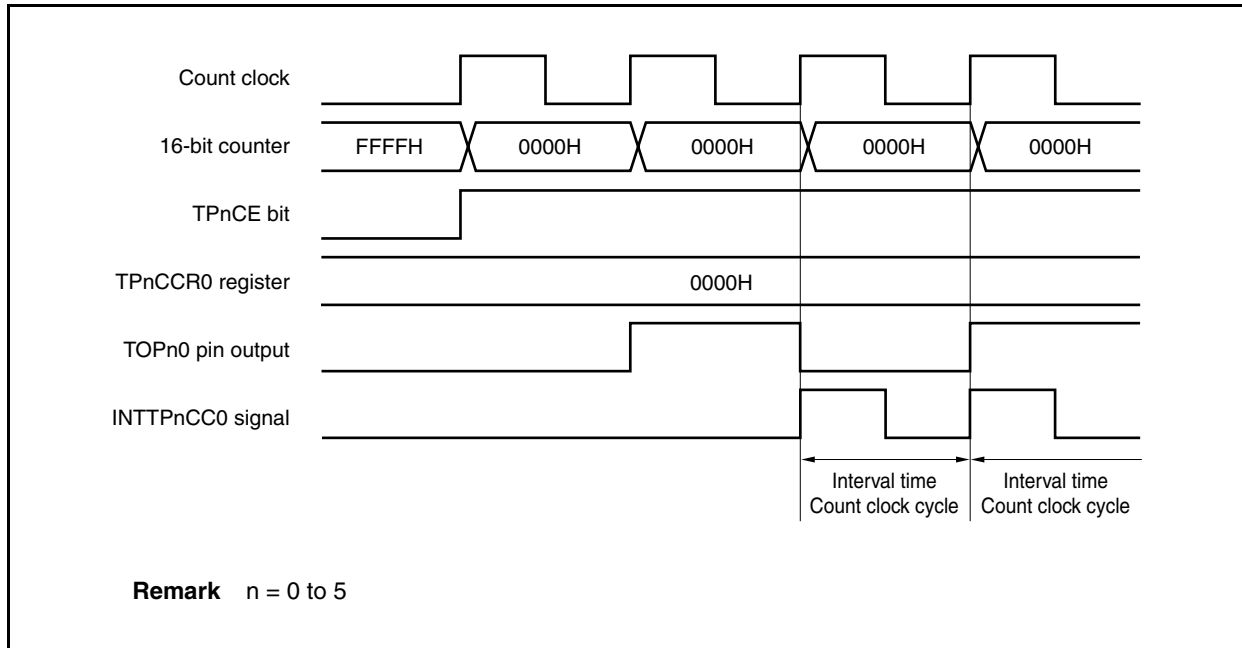 Count clock
16-bit counter FFFFH 0000H 0000H 0000H 0000H
TPnCE bit
TPnCCR0 register 0000H
TOPn0 pin output
INTTPnCC0 signal
Interval time Interval time
Count clock cycle Count clock cycle
Remark n = 0 to 5